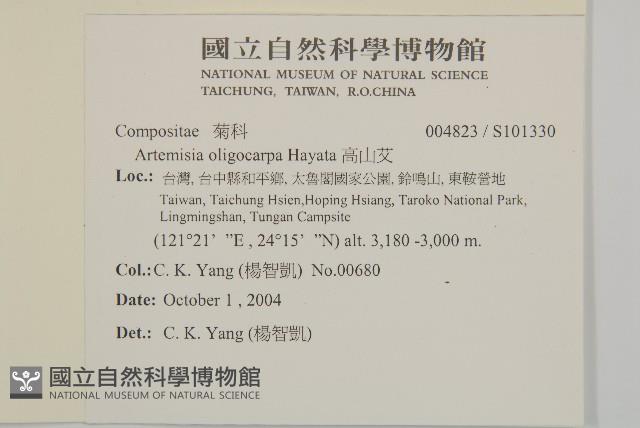 國立自然科學博物館
NATIONAL MUSEUM OF NATURAL SCIENCE
TAICHUNG, TAIWAN, R.O.CHINA
Compositae 菊科 004823 / S101330
Artemisia oligocarpa Hayata 高山艾
Loc.: 台灣, 台中縣和平鄉, 太魯閣國家公園, 鈴鳴山, 東鞍營地
Taiwan, Taichung Hsien,Hoping Hsiang, Taroko National Park,
Lingmingshan, Tungan Campsite
(121°21’ ”E , 24°15’ ”N) alt. 3,180 -3,000 m.
Col.:C. K. Yang (楊智凱) No.00680
Date: October 1 , 2004
Det.: C. K. Yang (楊智凱)
國立自然科學博物館
NATIONAL MUSEUM OF NATURAL SCIENCE